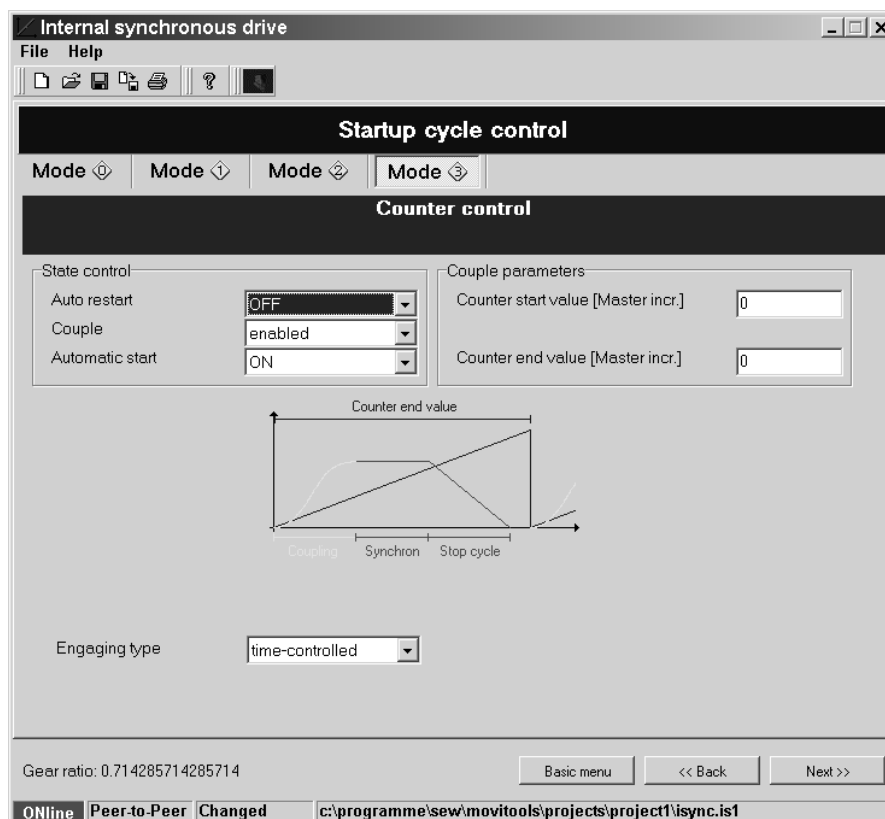 Internal synchronous drive
File Help
?
Startup cycle control
Mode 0 Mode 1 Mode 2 Mode 3
Counter control
State control
Auto restart OFF
Couple enabled
Automatic start ON
Couple parameters
Counter start value [Master incr.] 0
Counter end value [Master incr.] 0
Counter end value
Coupling Synchron Stop cycle
Engaging type time-controlled
Gear ratio: 0.714285714285714
Basic menu << Back Next >>
ONline Peer-to-Peer Changed c:\programme\sew\movitools\projects\project1\isync.is1